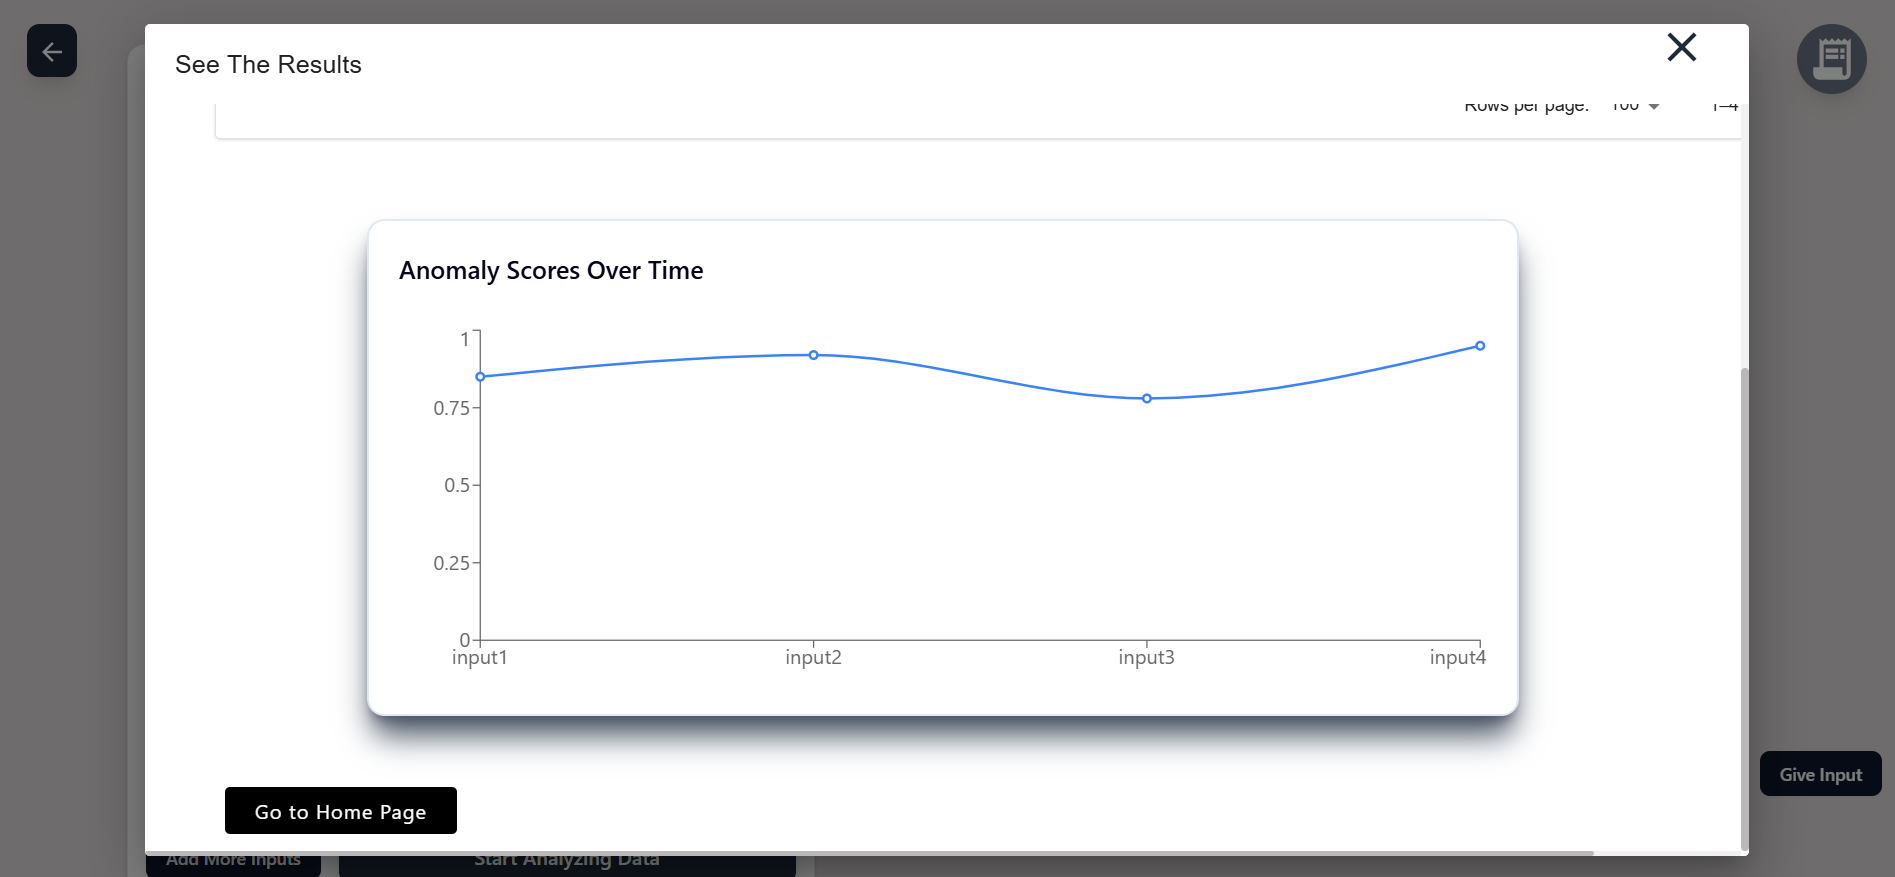 See The Results
Rows per page: 100 1–4
Anomaly Scores Over Time
1
0.75
0.5
0.25
0
input1 input2 input3 input4
Go to Home Page
Give Input
Add More Inputs Start Analyzing Data